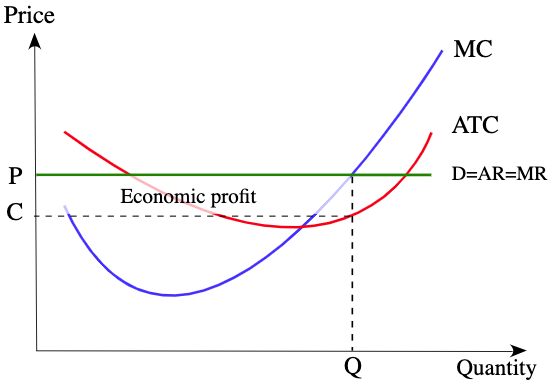 Price
MC
ATC
P
D=AR=MR
Economic profit
C
Q
Quantity